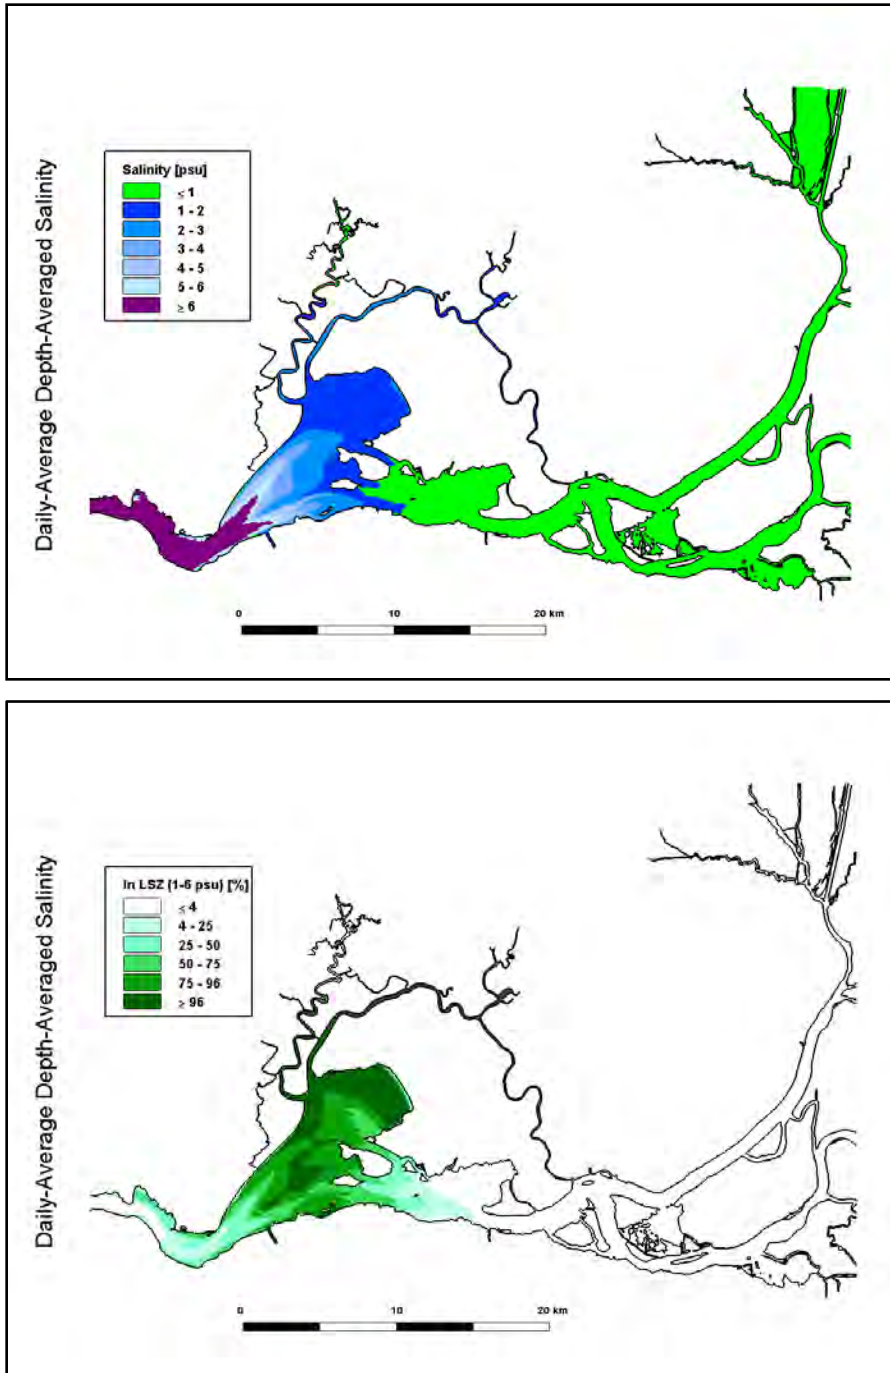 Daily-Average Depth-Averaged Salinity
Salinity [psu]
≤ 1
1 - 2
2 - 3
3 - 4
4 - 5
5 - 6
≥ 6
0 10 20 km
Daily-Average Depth-Averaged Salinity
In LSZ (1-6 psu) [%]
≤ 4
4 - 25
25 - 50
50 - 75
75 - 96
≥ 96
0 10 20 km